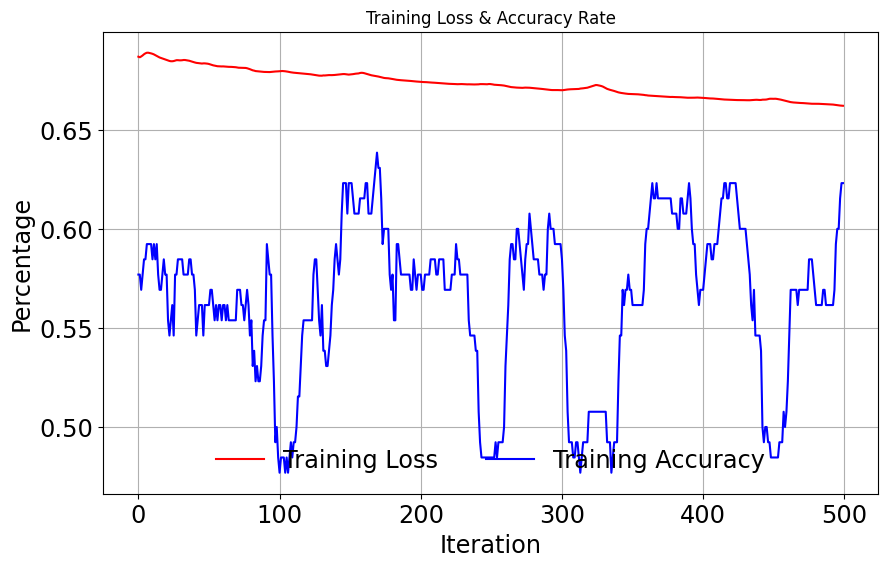 Training Loss & Accuracy Rate
Percentage
0.65
0.60
0.55
0.50
Training Loss
Training Accuracy
0 100 200 300 400 500
Iteration